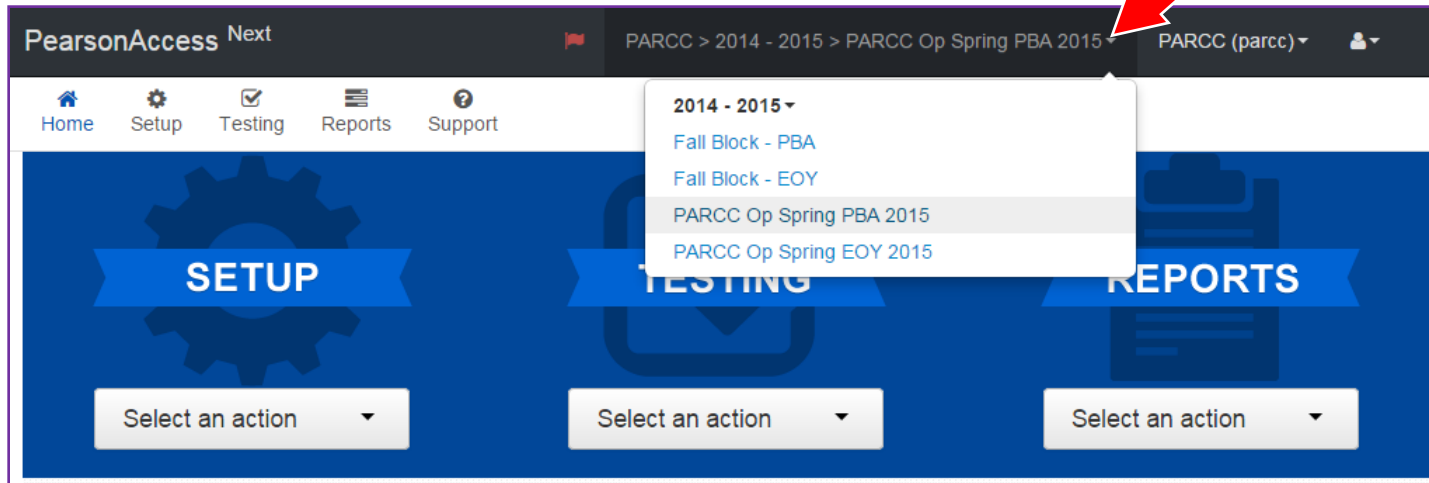 PearsonAccess Next PARCC > 2014 - 2015 > PARCC Op Spring PBA 2015 PARCC (parcc)
Home Setup Testing Reports Support
2014 - 2015
Fall Block - PBA
Fall Block - EOY
PARCC Op Spring PBA 2015
PARCC Op Spring EOY 2015
SETUP TESTING REPORTS
Select an action Select an action Select an action